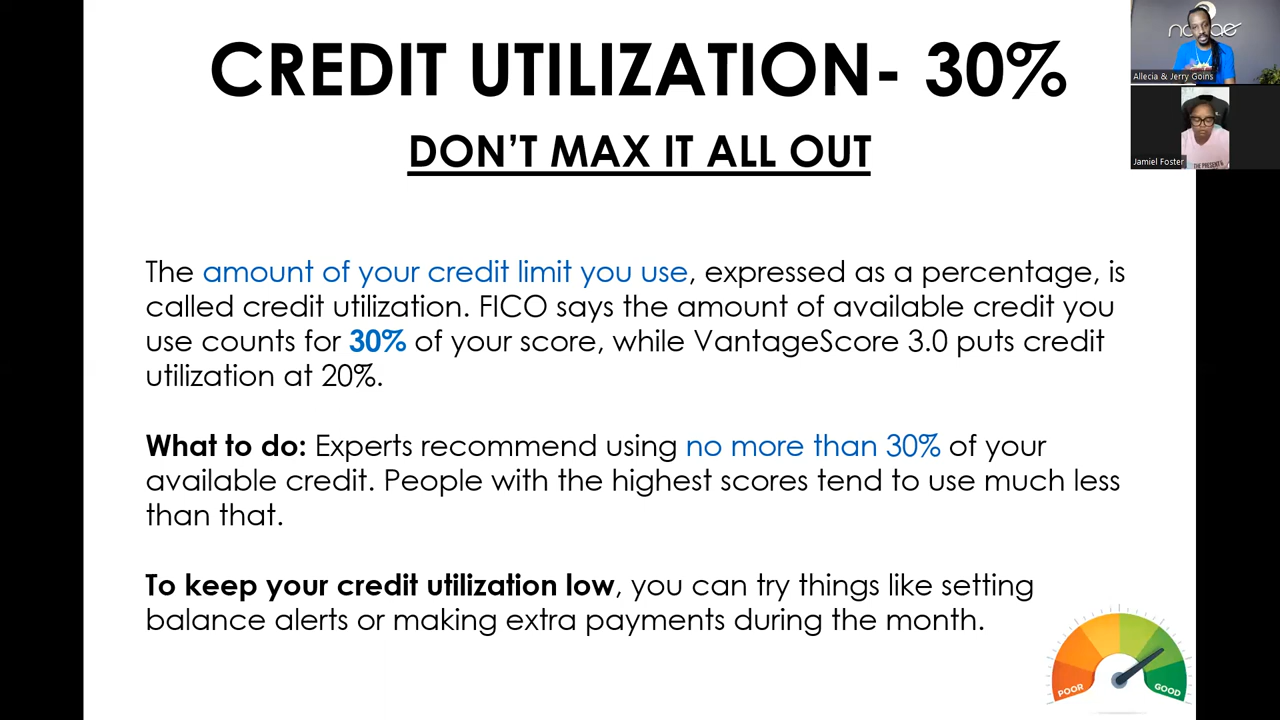 CREDIT UTILIZATION- 30%
DON'T MAX IT ALL OUT
Allecia & Jerry Goins
Jamiel Foster
The amount of your credit limit you use, expressed as a percentage, is
called credit utilization. FICO says the amount of available credit you
use counts for 30% of your score, while VantageScore 3.0 puts credit
utilization at 20%.
What to do: Experts recommend using no more than 30% of your
available credit. People with the highest scores tend to use much less
than that.
To keep your credit utilization low, you can try things like setting
balance alerts or making extra payments during the month.
POOR
GOOD